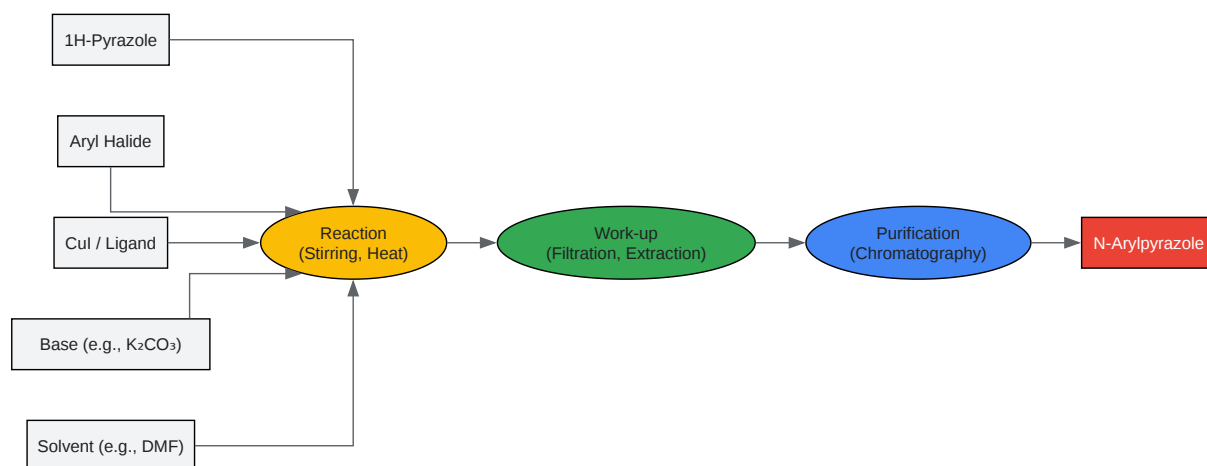 1H-Pyrazole
Aryl Halide
CuI / Ligand
Base (e.g., K₂CO₃)
Solvent (e.g., DMF)
Reaction
(Stirring, Heat)
Work-up
(Filtration, Extraction)
Purification
(Chromatography)
N-Arylpyrazole